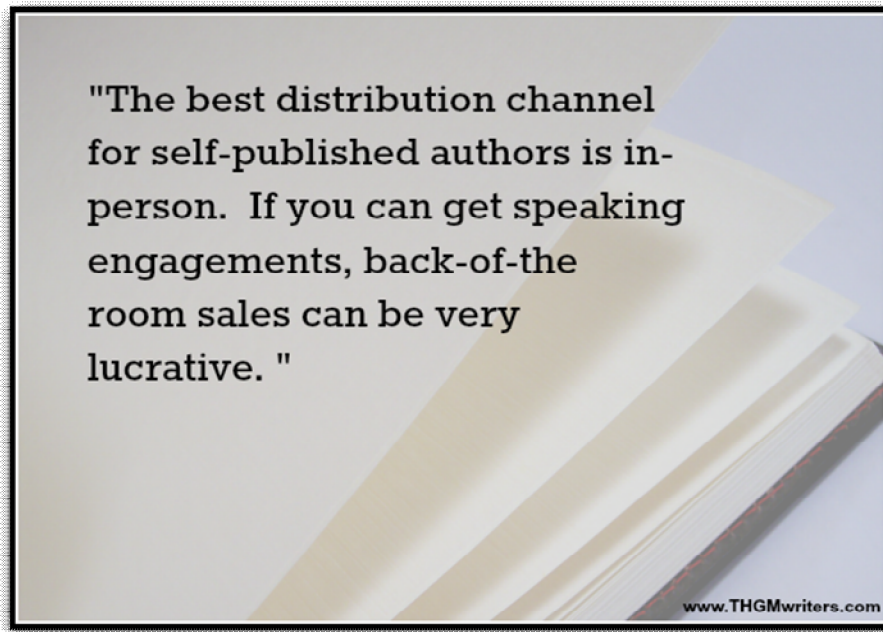 "The best distribution channel
for self-published authors is in-
person.  If you can get speaking
engagements, back-of-the
room sales can be very
lucrative. "
www.THGMwriters.com